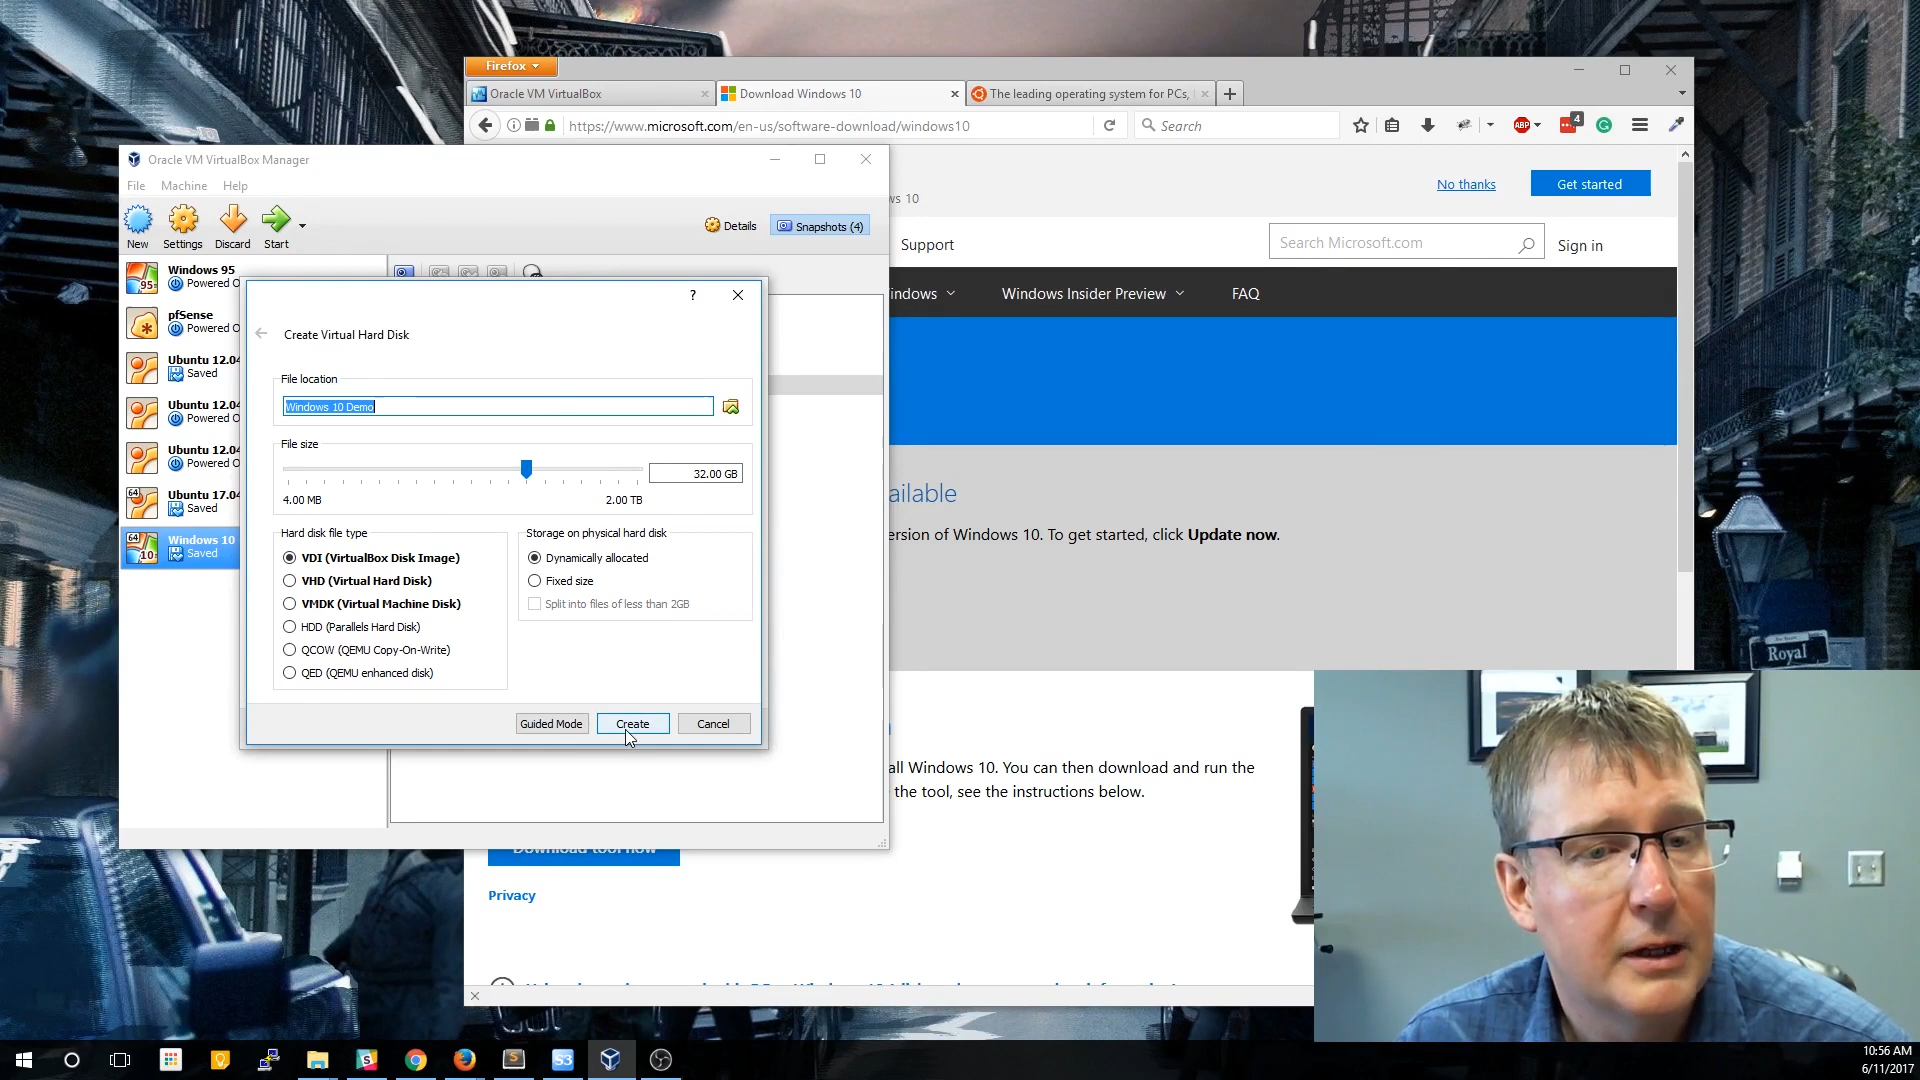 Firefox
Oracle VM VirtualBox
Download Windows 10
The leading operating system for PCs,
https://www.microsoft.com/en-us/software-download/windows10
Search
ABP
4
No thanks
Get started
Support
Search Microsoft.com
Sign in
Windows Insider Preview
FAQ
ailable
ersion of Windows 10. To get started, click Update now.
all Windows 10. You can then download and run the
the tool, see the instructions below.
Privacy
Oracle VM VirtualBox Manager
File
Machine
Help
New
Settings
Discard
Start
Details
Snapshots (4)
Windows 95
Powered O
pfSense
Powered O
Ubuntu 12.04
Saved
Ubuntu 12.04
Powered O
Ubuntu 12.04
Powered O
Ubuntu 17.04
Saved
Windows 10
Saved
?
Create Virtual Hard Disk
File location
Windows 10 Demo
File size
32.00 GB
4.00 MB
2.00 TB
Hard disk file type
VDI (VirtualBox Disk Image)
VHD (Virtual Hard Disk)
VMDK (Virtual Machine Disk)
HDD (Parallels Hard Disk)
QCOW (QEMU Copy-On-Write)
QED (QEMU enhanced disk)
Storage on physical hard disk
Dynamically allocated
Fixed size
Split into files of less than 2GB
Guided Mode
Create
Cancel
Royal
S3
10:56 AM
6/11/2017